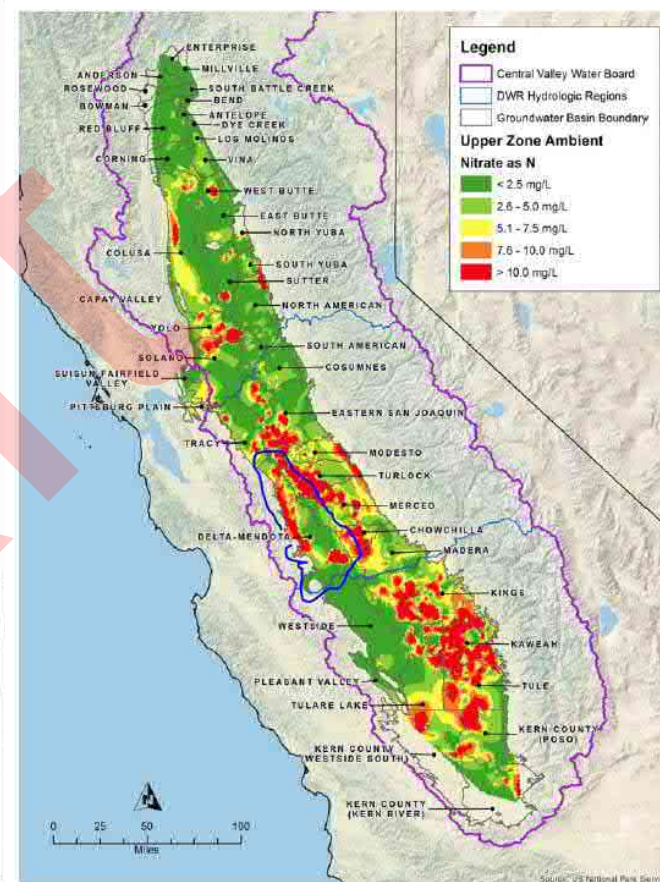 Legend
Central Valley Water Board
DWR Hydrologic Regions
Groundwater Basin Boundary
Upper Zone Ambient
Nitrate as N
< 2.5 mg/L
2.6 - 5.0 mg/L
5.1 - 7.5 mg/L
7.6 - 10.0 mg/L
> 10.0 mg/L
ENTERPRISE
ANDERSON
MILLVILLE
ROSEWOOD
SOUTH BATTLE CREEK
BOWMAN
BEND
ANTELOPE
RED BLUFF
DYE CREEK
LOS MOLINOS
CORNING
VINA
WEST BUTTE
EAST BUTTE
NORTH YUBA
COLUSA
SOUTH YUBA
SUTTER
CAPAY VALLEY
NORTH AMERICAN
YOLO
SOUTH AMERICAN
SOLANO
COSUMNES
SUISUN FAIRFIELD
VALLEY
PITTSBURG PLAIN
EASTERN SAN JOAQUIN
TRACY
MODESTO
TURLOCK
MERCED
CHOWCHILLA
DELTA-MENDOTA
MADERA
KINGS
WESTSIDE
KAWEAH
PLEASANT VALLEY
TULE
TULARE LAKE
KERN COUNTY
(POSO)
KERN COUNTY
(WESTSIDE SOUTH)
KERN COUNTY
(KERN RIVER)
N
0 25 50 100
Miles
Source: US National Park Serv